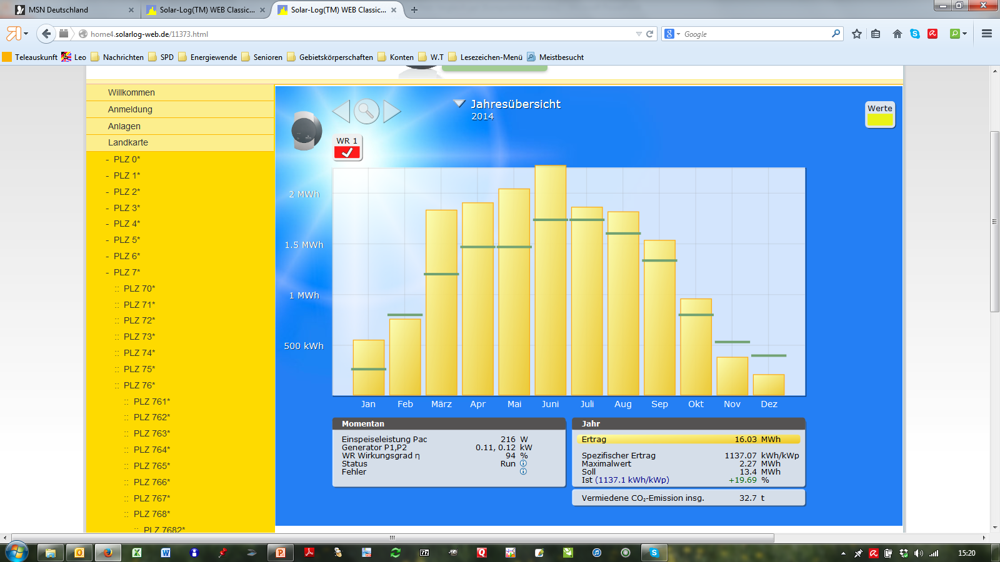 MSN Deutschland
Solar-Log(TM) WEB Classic...
Solar-Log(TM) WEB Classic...
home4.solarlog-web.de/11373.html
Google
Teleauskunft
Leo
Nachrichten
SPD
Energiewende
Senioren
Gebietskörperschaften
Konten
W.T
Lesezeichen-Menü
Meistbesucht
Willkommen
Anmeldung
Anlagen
Landkarte
- PLZ 0*
- PLZ 1*
- PLZ 2*
- PLZ 3*
- PLZ 4*
- PLZ 5*
- PLZ 6*
- PLZ 7*
:: PLZ 70*
:: PLZ 71*
:: PLZ 72*
:: PLZ 73*
:: PLZ 74*
:: PLZ 75*
:: PLZ 76*
:: PLZ 761*
:: PLZ 762*
:: PLZ 763*
:: PLZ 764*
:: PLZ 765*
:: PLZ 766*
:: PLZ 767*
:: PLZ 768*
:: PLZ 7682*
Jahresübersicht
2014
Werte
WR 1
2 MWh
1.5 MWh
1 MWh
500 kWh
Jan Feb März Apr Mai Juni Juli Aug Sep Okt Nov Dez
Momentan
Einspeiseleistung Pac 216 W
Generator P1,P2 0.11, 0.12 kW
WR Wirkungsgrad η 94 %
Status Run
Fehler
Jahr
Ertrag 16.03 MWh
Spezifischer Ertrag 1137.07 kWh/kWp
Maximalwert 2.27 MWh
Soll 13.4 MWh
Ist (1137.1 kWh/kWp) +19.69 %
Vermiedene CO₂-Emission insg. 32.7 t
15:20